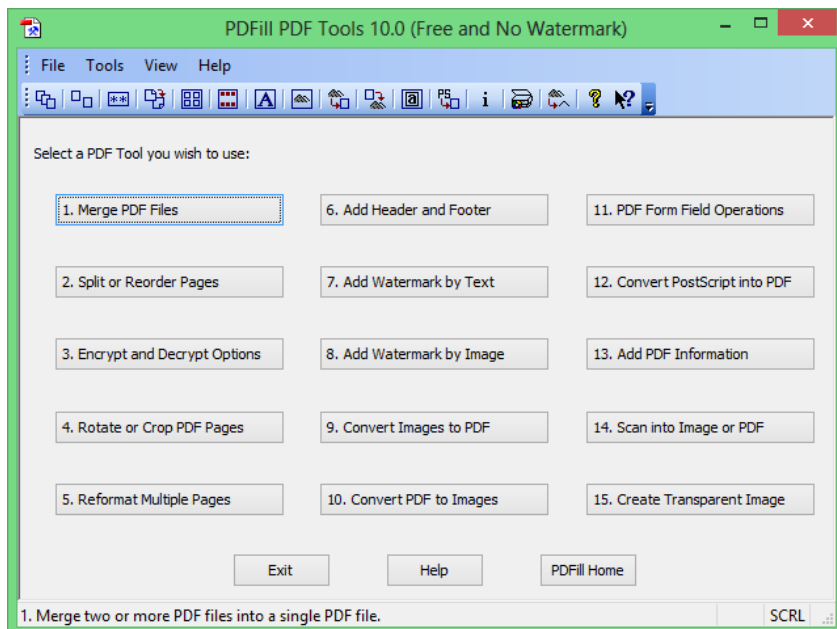 PDFill PDF Tools 10.0 (Free and No Watermark)
File Tools View Help
Select a PDF Tool you wish to use:
1. Merge PDF Files
6. Add Header and Footer
11. PDF Form Field Operations
2. Split or Reorder Pages
7. Add Watermark by Text
12. Convert PostScript into PDF
3. Encrypt and Decrypt Options
8. Add Watermark by Image
13. Add PDF Information
4. Rotate or Crop PDF Pages
9. Convert Images to PDF
14. Scan into Image or PDF
5. Reformat Multiple Pages
10. Convert PDF to Images
15. Create Transparent Image
Exit
Help
PDFill Home
1. Merge two or more PDF files into a single PDF file.
SCRL